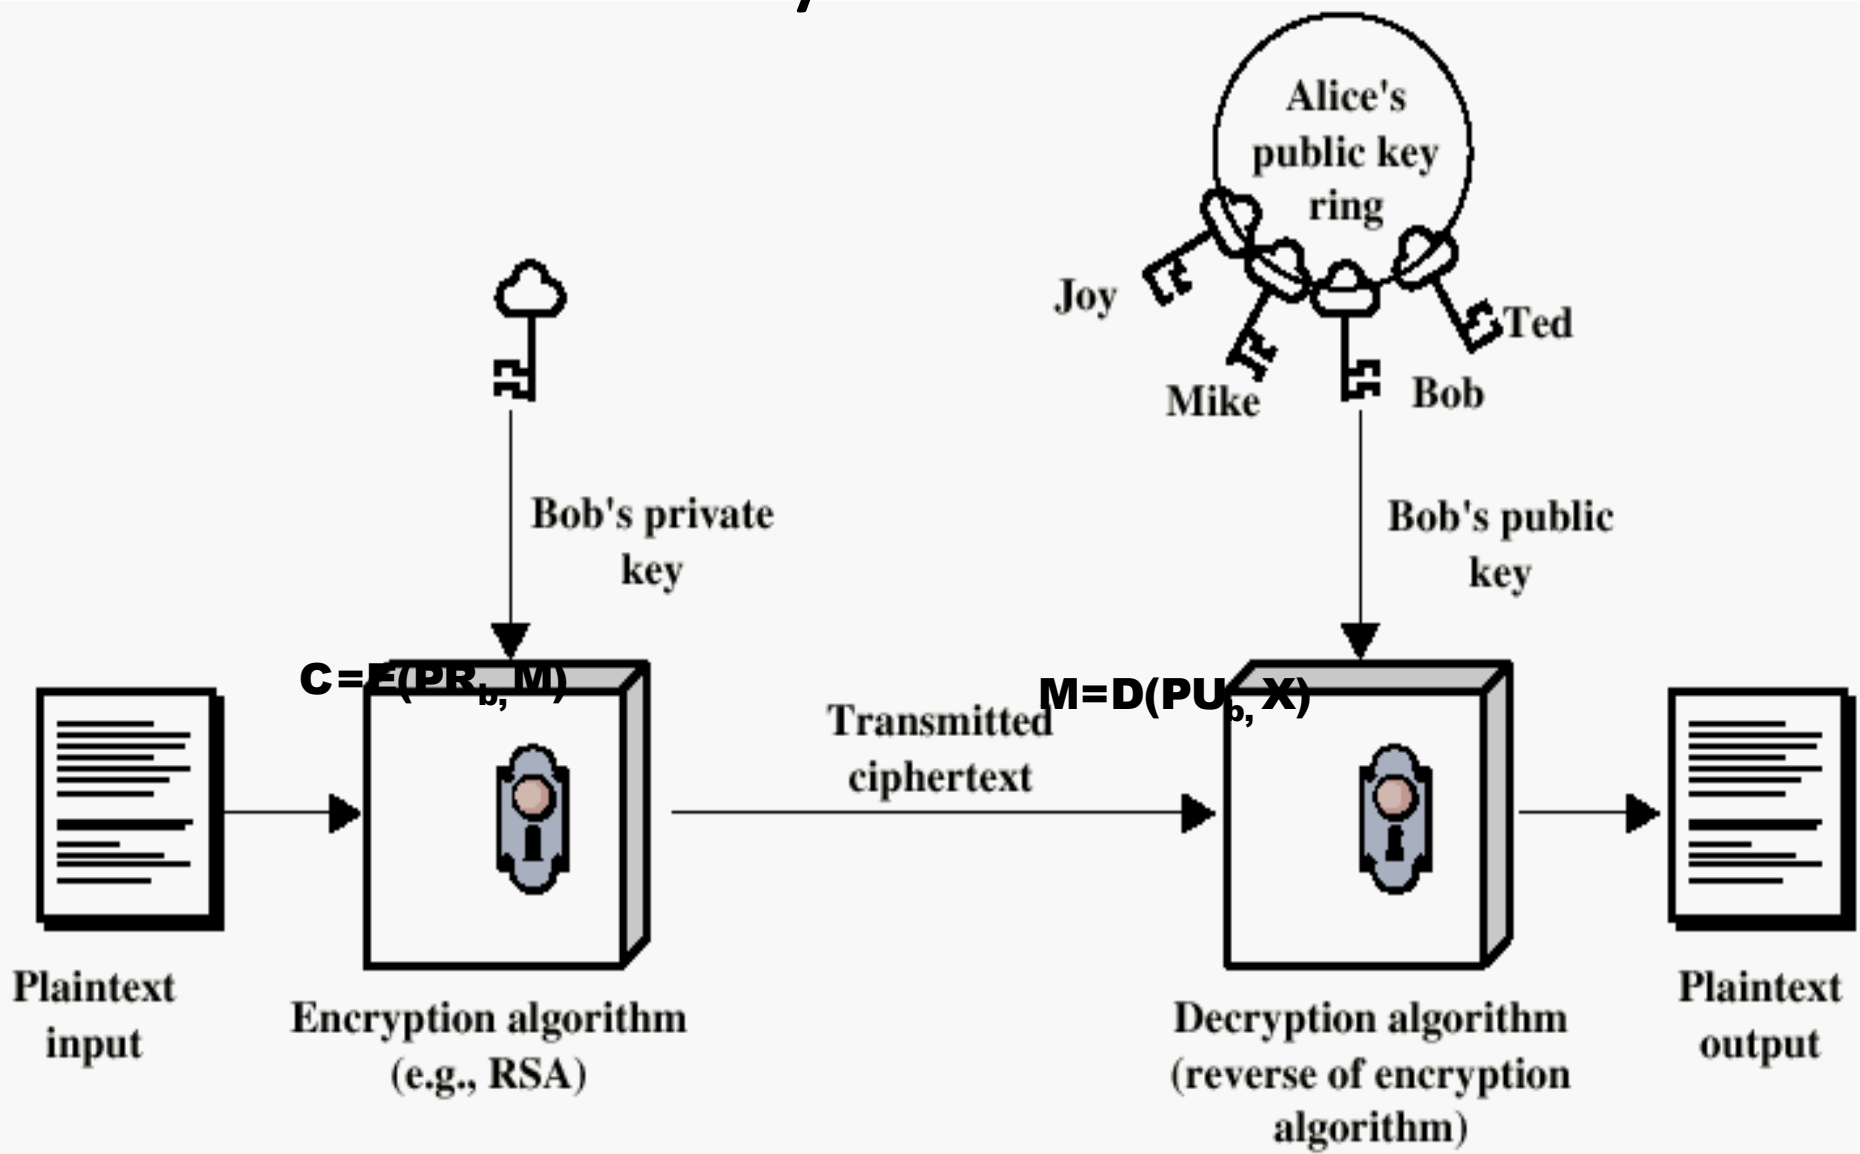 Alice's
public key
ring
Joy
Ted
Mike
Bob
Bob's private
key
Bob's public
key
C=E(PRb, M)
M=D(PUb, X)
Transmitted
ciphertext
Plaintext
input
Encryption algorithm
(e.g., RSA)
Decryption algorithm
(reverse of encryption
algorithm)
Plaintext
output